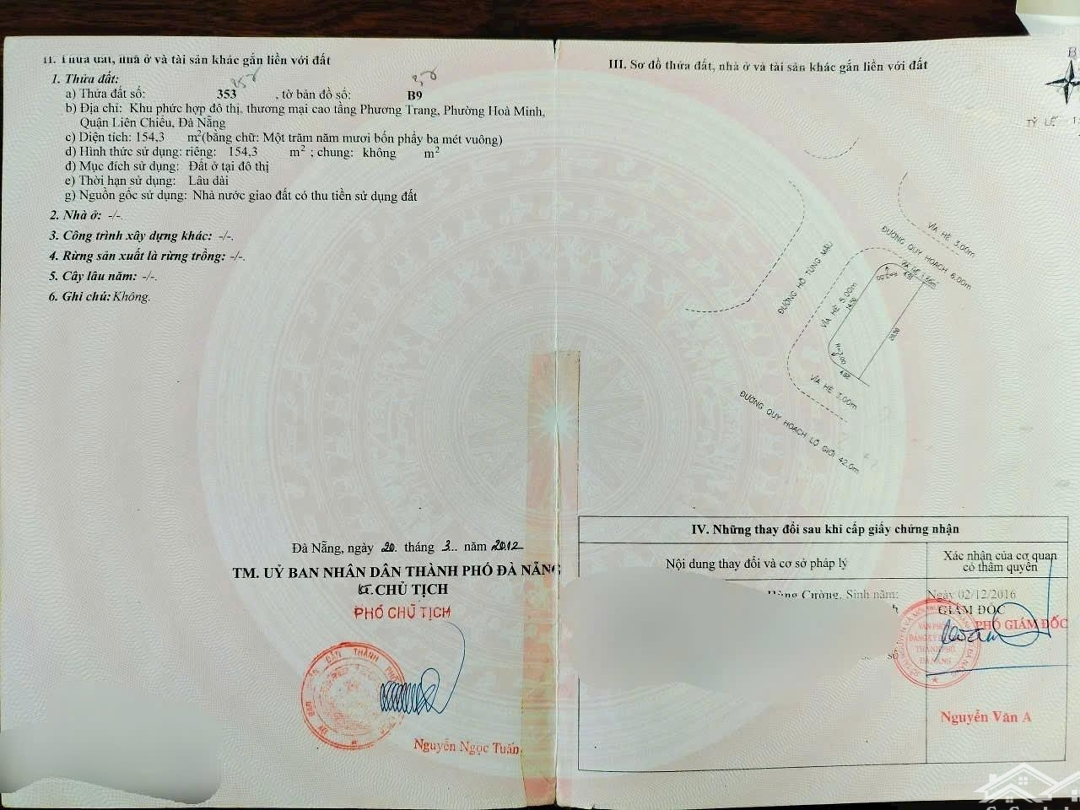 II. Thửa đất, nhà ở và tài sản khác gắn liền với đất
1. Thửa đất:
a) Thửa đất số: 353 , tờ bản đồ số: B9
b) Địa chỉ: Khu phức hợp đô thị, thương mại cao tầng Phương Trang, Phường Hoà Minh,
Quận Liên Chiểu, Đà Nẵng
c) Diện tích: 154,3 m²(bằng chữ: Một trăm năm mươi bốn phẩy ba mét vuông)
d) Hình thức sử dụng: riêng: 154,3 m² ; chung: không m²
đ) Mục đích sử dụng: Đất ở tại đô thị
e) Thời hạn sử dụng: Lâu dài
g) Nguồn gốc sử dụng: Nhà nước giao đất có thu tiền sử dụng đất
2. Nhà ở: -/-.
3. Công trình xây dựng khác: -/-.
4. Rừng sản xuất là rừng trồng: -/-.
5. Cây lâu năm: -/-.
6. Ghi chú: Không.
Đà Nẵng, ngày 20. tháng 3.. năm 2012
TM. UỶ BAN NHÂN DÂN THÀNH PHỐ ĐÀ NẴNG
KT.CHỦ TỊCH
PHÓ CHỦ TỊCH
Nguyễn Ngọc Tuấn
III. Sơ đồ thửa đất, nhà ở và tài sản khác gắn liền với đất
B
TỶ LỆ 1
VỈA HÈ 3.00m
ĐƯỜNG QUY HOẠCH 6.00m
ĐƯỜNG HỒ TÙNG MẬU
VỈA HÈ 5.00m
VỈA HÈ 7.00m
ĐƯỜNG QUY HOẠCH LỘ GIỚI 42.0m
IV. Những thay đổi sau khi cấp giấy chứng nhận
Nội dung thay đổi và cơ sở pháp lý
Xác nhận của cơ quan
có thẩm quyền
Cường, Sinh năm:
Ngày 02/12/2016
GIÁM ĐỐC
PHÓ GIÁM ĐỐC
Nguyễn Văn A